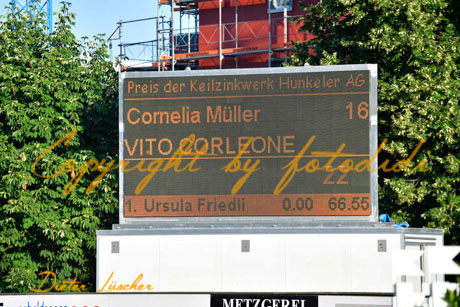 Preis der Keilzinkwerk Hunkeler AG
Cornelia Müller 16
VITO CORLEONE
22
1. Ursula Friedli 0.00 66.55
Copyright by fotodidi
Dieter Lüscher
METZGEREI